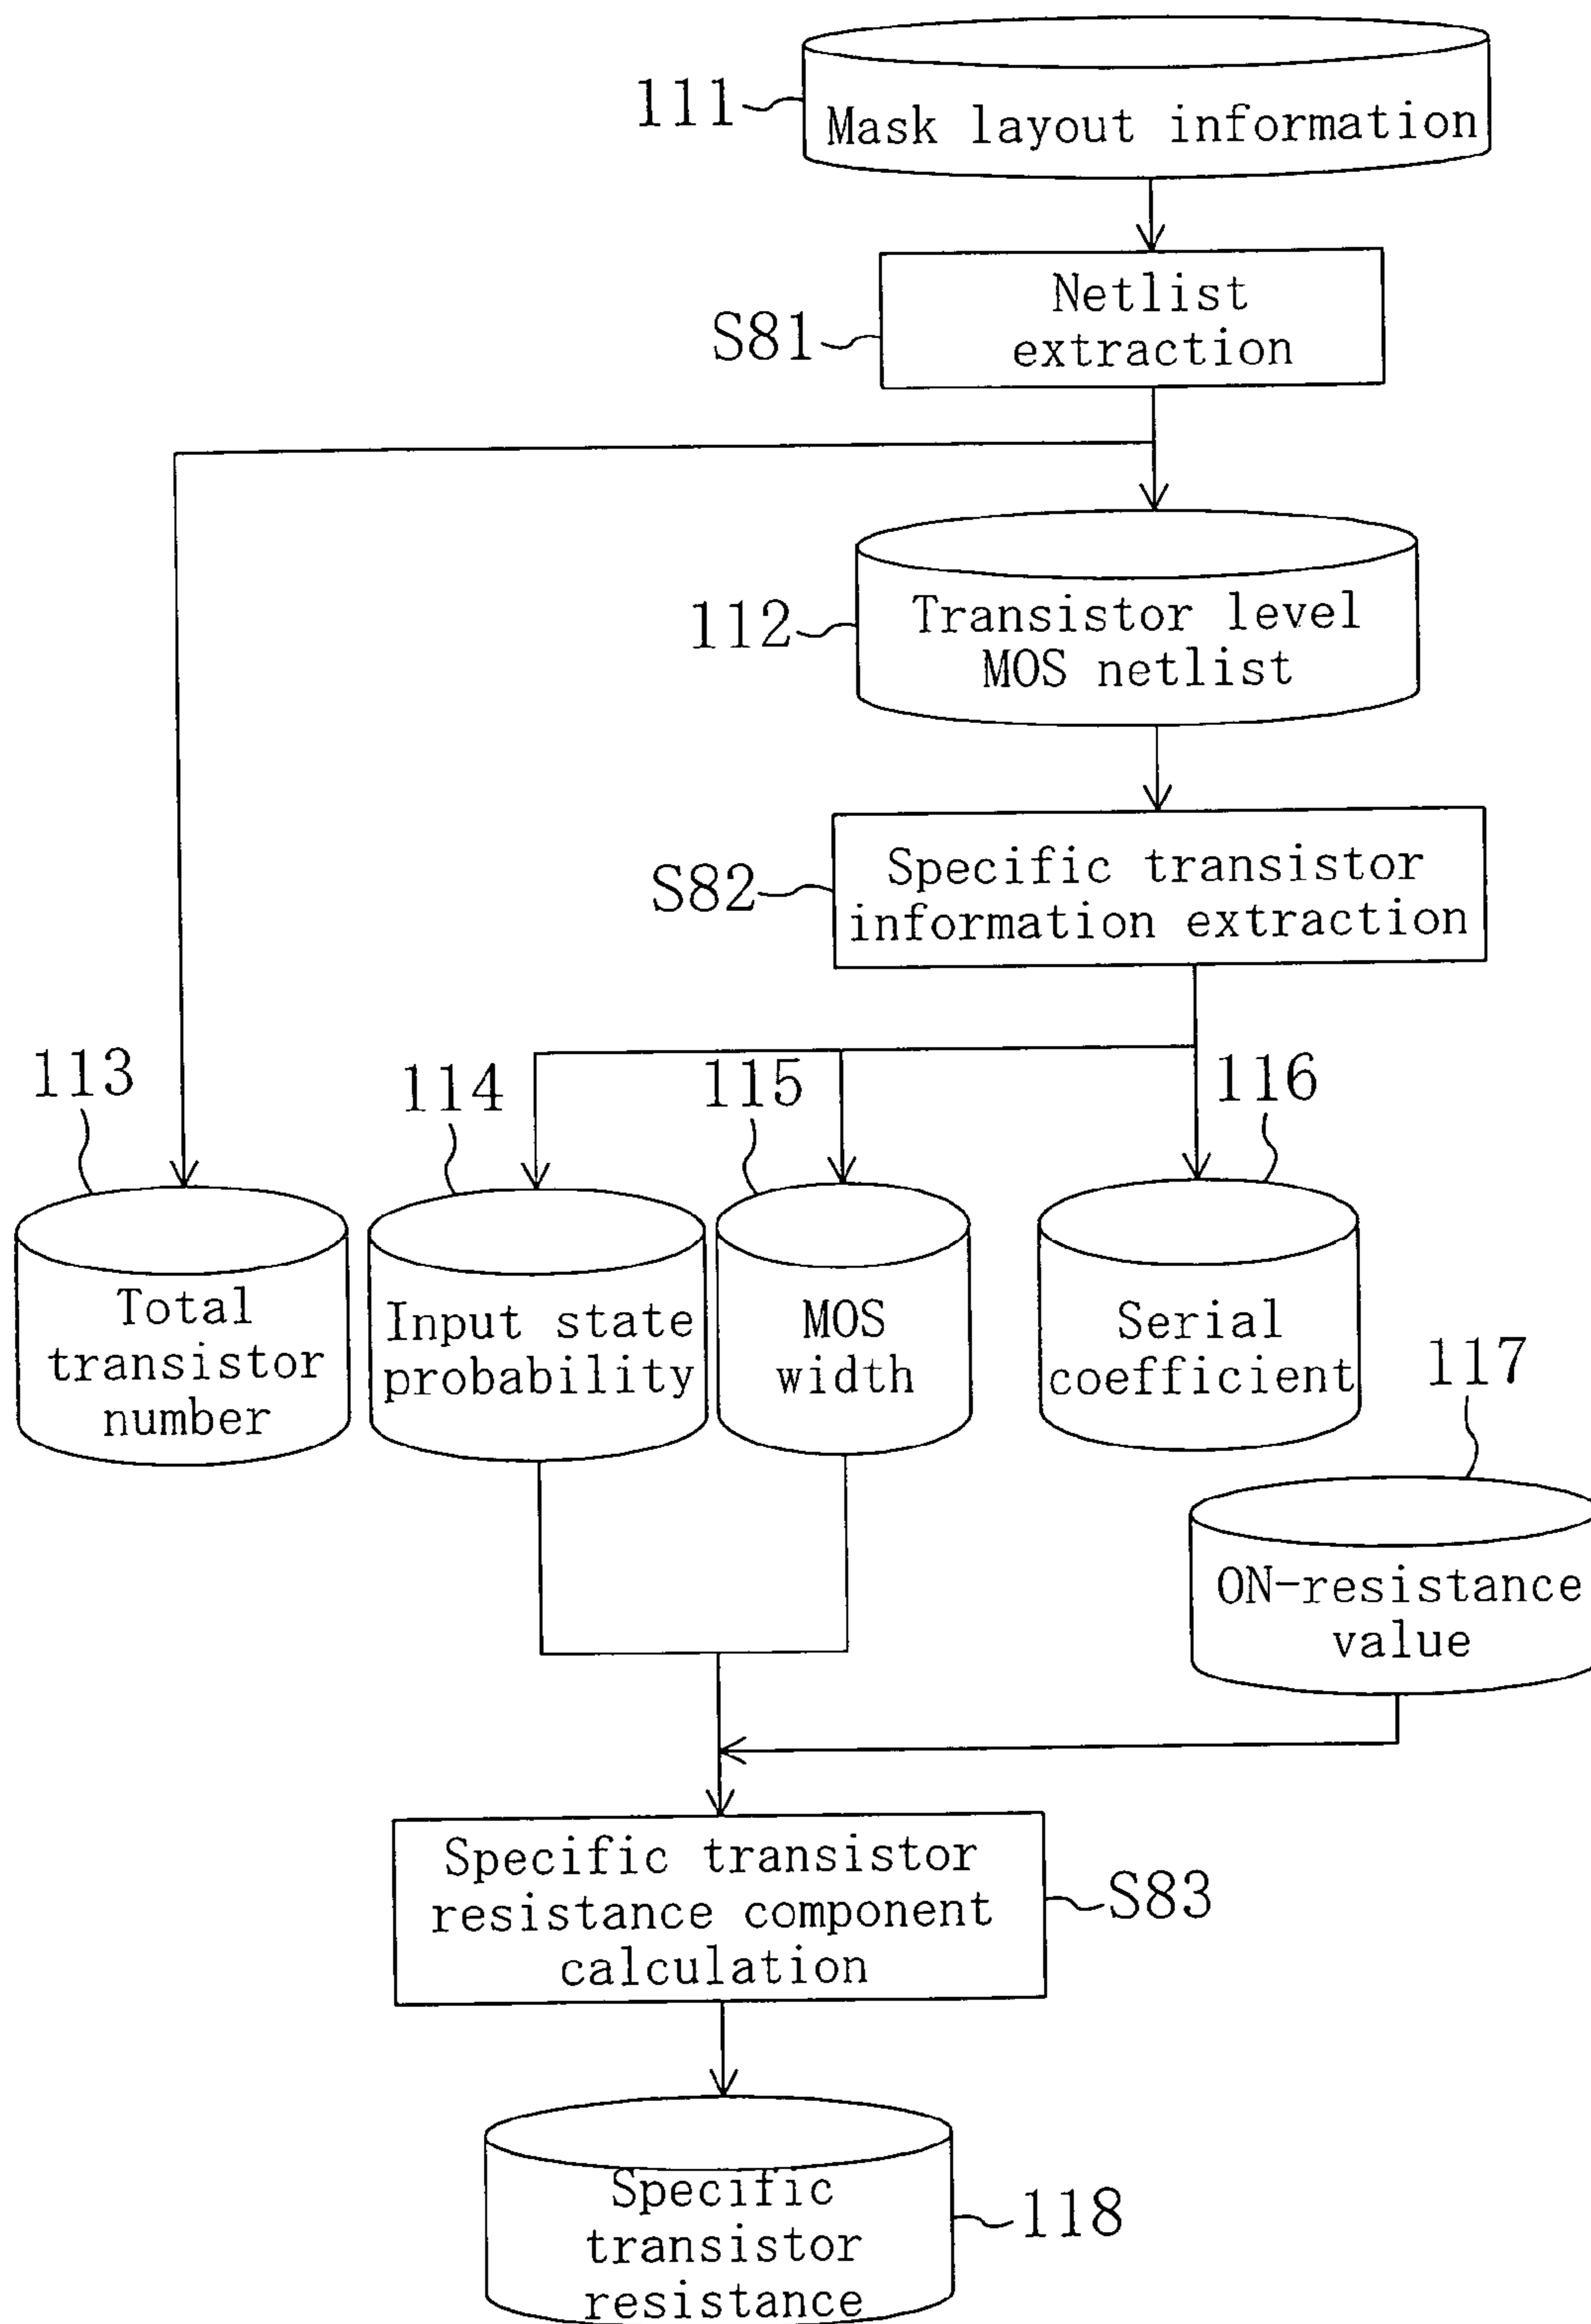 111
Mask layout information
Netlist
extraction
S81
112
Transistor level
MOS netlist
S82
Specific transistor
information extraction
113
114
115
116
Total
transistor
number
Input state
probability
MOS
width
Serial
coefficient
117
ON-resistance
value
Specific transistor
resistance component
calculation
S83
Specific
transistor
resistance
118